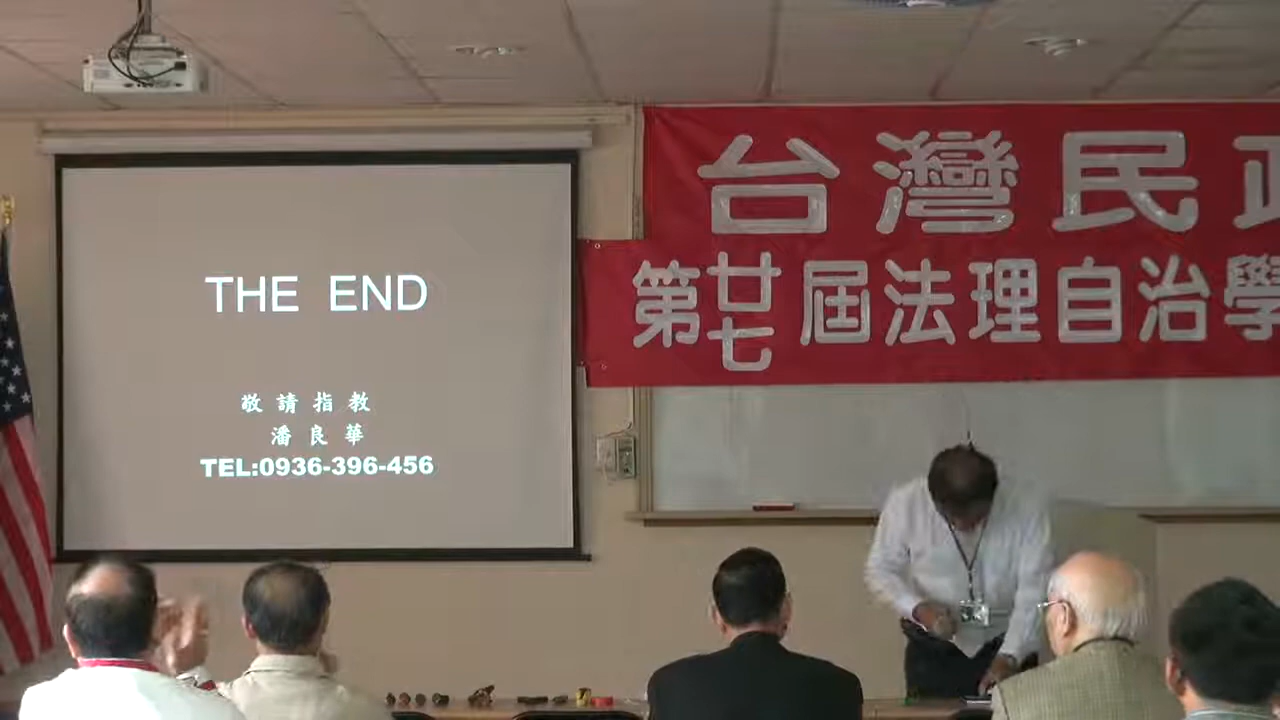 THE END
敬請指教
潘良華
TEL:0936-396-456
台灣民政
第廿七屆法理自治學